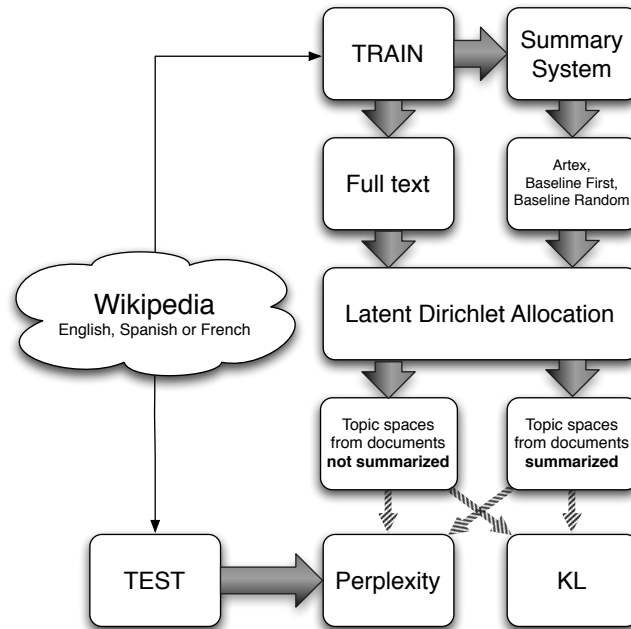 TRAIN
Summary
System
Full text
Artex,
Baseline First,
Baseline Random
Wikipedia
English, Spanish or French
Latent Dirichlet Allocation
Topic spaces
from documents
not summarized
Topic spaces
from documents
summarized
TEST
Perplexity
KL